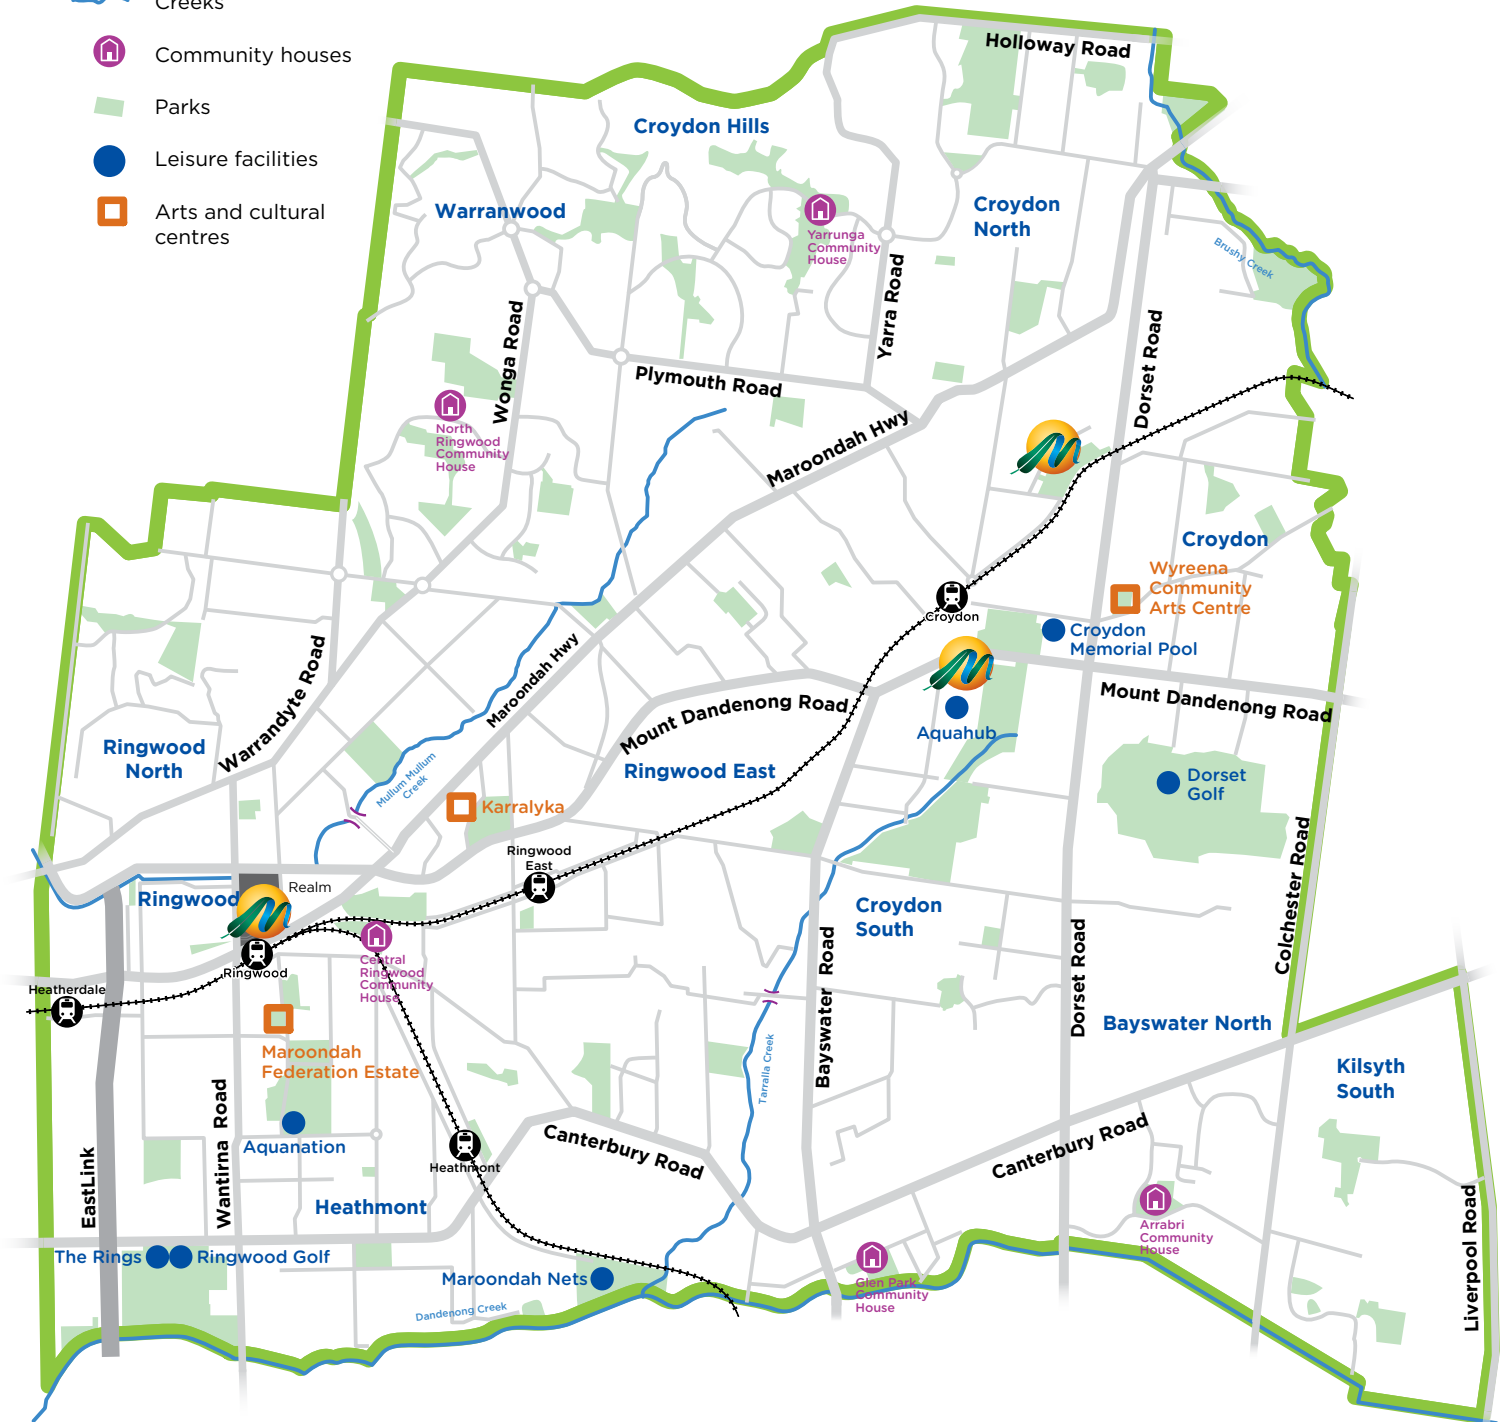 Creeks
Community houses
Parks
Leisure facilities
Arts and cultural
centres
Holloway Road
Croydon Hills
Warranwood
Croydon
North
Yarrunga
Community
House
Brushy Creek
Yarra Road
Wonga Road
Dorset Road
Plymouth Road
North
Ringwood
Community
House
Maroondah Hwy
Croydon
Wyreena
Community
Arts Centre
Croydon
Croydon
Memorial Pool
Warrandyte Road
Maroondah Hwy
Mount Dandenong Road
Mount Dandenong Road
Aquahub
Ringwood
North
Ringwood East
Mullum Mullum
Creek
Dorset
Golf
Karralyka
Ringwood
East
Colchester Road
Realm
Ringwood
Croydon
South
Bayswater Road
Dorset Road
Ringwood
Central
Ringwood
Community
House
Heatherdale
Maroondah
Federation Estate
Bayswater North
Tarralla Creek
Kilsyth
South
Aquanation
Wantirna Road
EastLink
Canterbury Road
Canterbury Road
Heathmont
Heathmont
Arrabri
Community
House
Liverpool Road
The Rings
Ringwood Golf
Maroondah Nets
Glen Park
Community
House
Dandenong Creek